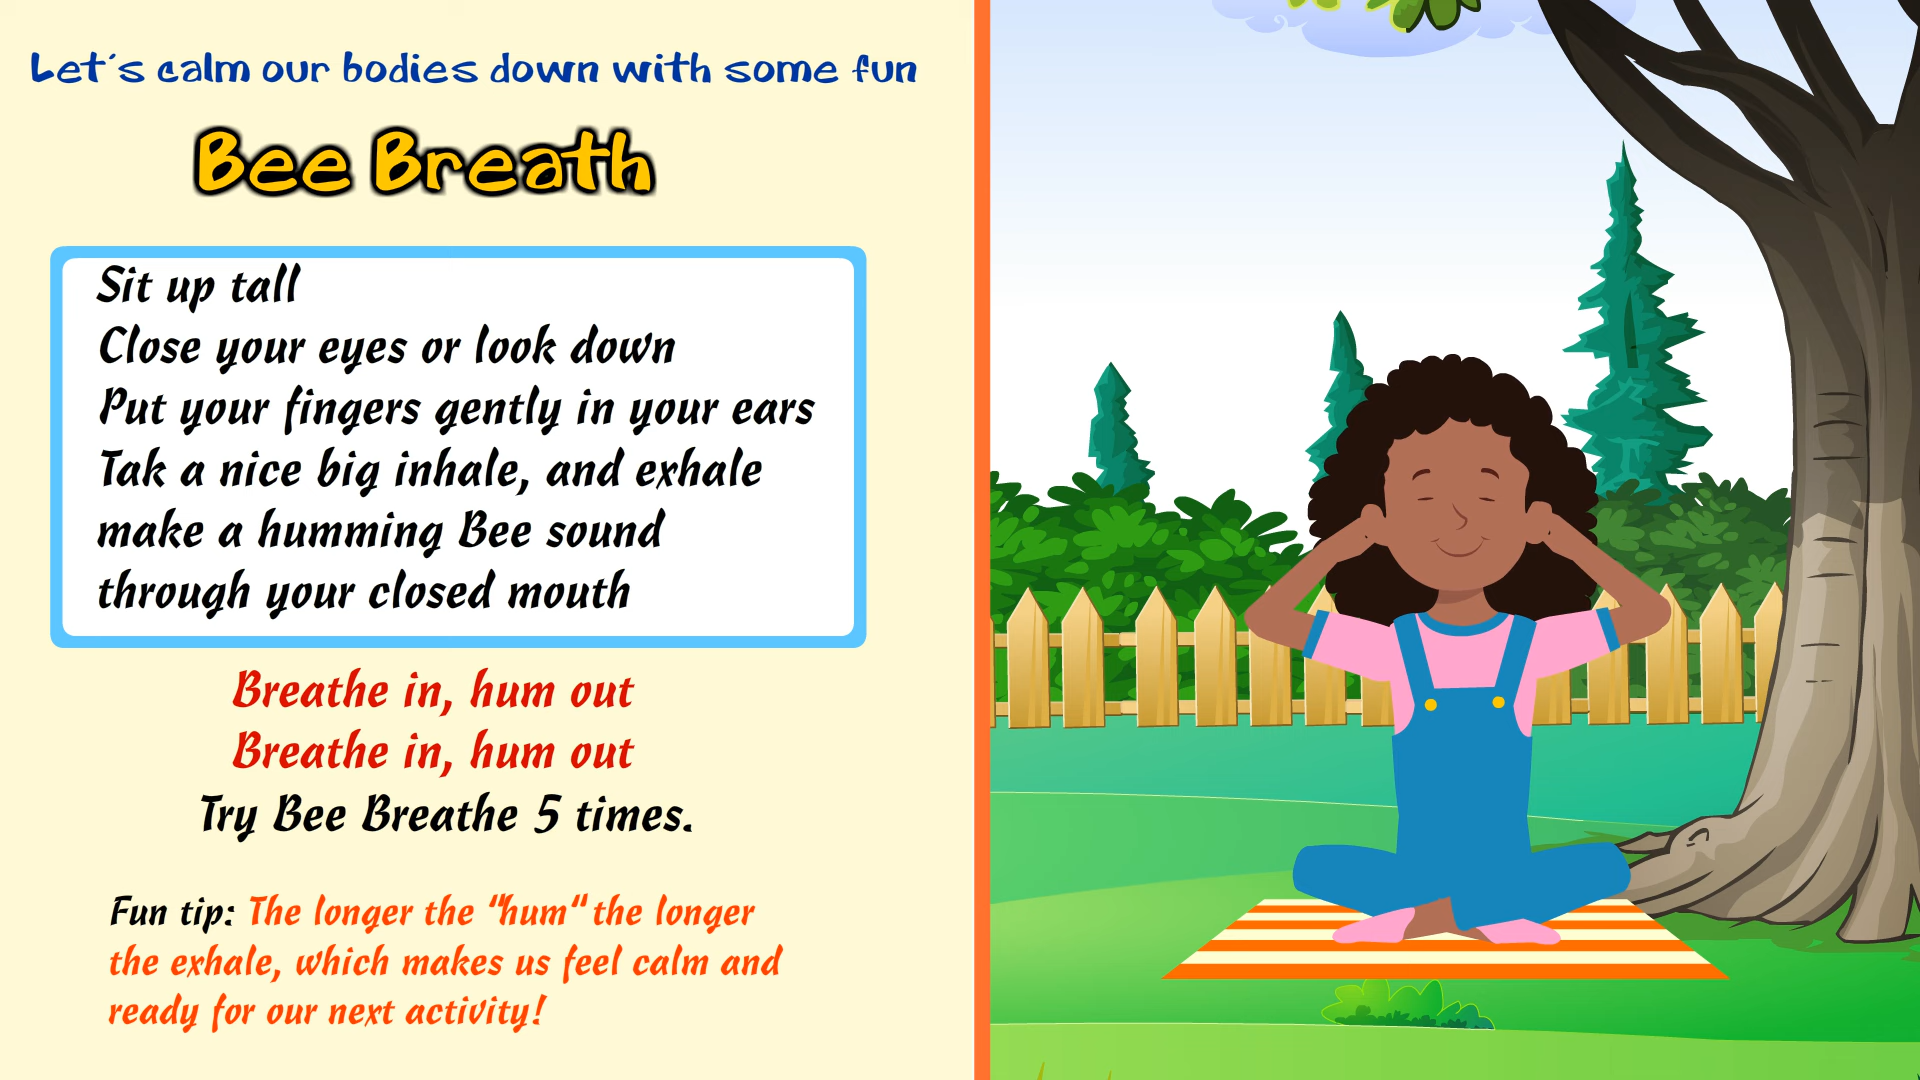 Let's calm our bodies down with some fun
Bee Breath
Sit up tall
Close your eyes or look down
Put your fingers gently in your ears
Tak a nice big inhale, and exhale
make a humming Bee sound
through your closed mouth
Breathe in, hum out
Breathe in, hum out
Try Bee Breathe 5 times.
Fun tip: The longer the "hum" the longer
the exhale, which makes us feel calm and
ready for our next activity!